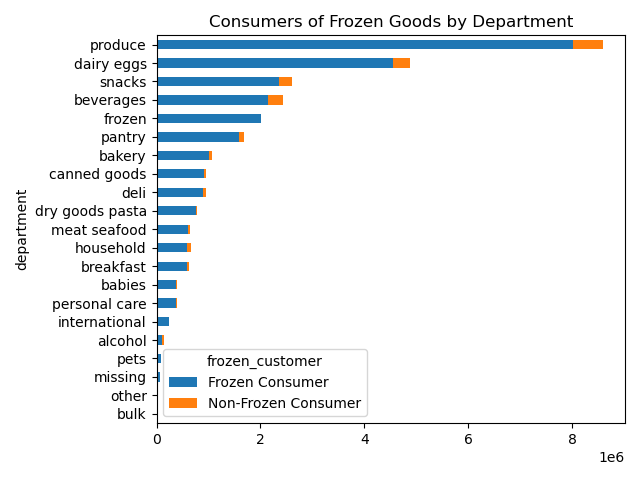 Consumers of Frozen Goods by Department
department
produce
dairy eggs
snacks
beverages
frozen
pantry
bakery
canned goods
deli
dry goods pasta
meat seafood
household
breakfast
babies
personal care
international
alcohol
pets
missing
other
bulk
frozen_customer
Frozen Consumer
Non-Frozen Consumer
0 2 4 6 8
1e6